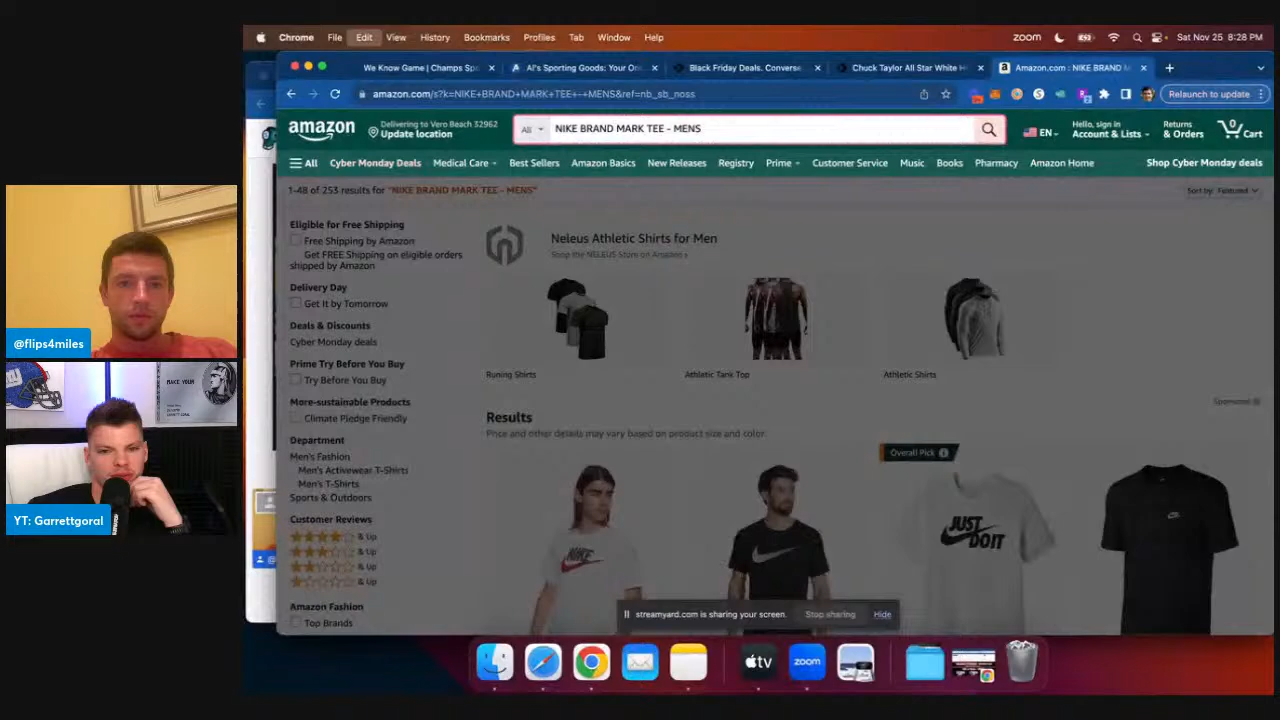 Chrome File Edit View History Bookmarks Profiles Tab Window Help
zoom Sat Nov 25 8:28 PM
We Know Game | Champs Spo
Al's Sporting Goods: Your On
Black Friday Deals. Converse
Chuck Taylor All Star White H
Amazon.com : NIKE BRAND M
amazon.com/s?k=NIKE+BRAND+MARK+TEE+-+MENS&ref=nb_sb_noss
Relaunch to update
amazon
Delivering to Vero Beach 32962
Update location
All
NIKE BRAND MARK TEE - MENS
EN
Hello, sign in
Account & Lists
Returns
& Orders
0
Cart
All Cyber Monday Deals Medical Care Best Sellers Amazon Basics New Releases Registry Prime Customer Service Music Books Pharmacy Amazon Home Shop Cyber Monday deals
1-48 of 253 results for "NIKE BRAND MARK TEE - MENS"
Sort by: Featured
Eligible for Free Shipping
Free Shipping by Amazon
Get FREE Shipping on eligible orders
shipped by Amazon
Delivery Day
Get It by Tomorrow
Deals & Discounts
Cyber Monday deals
Prime Try Before You Buy
Try Before You Buy
More-sustainable Products
Climate Pledge Friendly
Department
Men's Fashion
Men's Activewear T-Shirts
Men's T-Shirts
Sports & Outdoors
Customer Reviews
& Up
& Up
& Up
& Up
Amazon Fashion
Top Brands
Neleus Athletic Shirts for Men
Shop the NELEUS Store on Amazon ›
Runing Shirts
Athletic Tank Top
Athletic Shirts
Sponsored
Results
Price and other details may vary based on product size and color.
Overall Pick
NIKE
JUST
DO IT
streamyard.com is sharing your screen.
Stop sharing
Hide
tv
zoom
@flips4miles
MAKE YOUR
YT: Garrettgoral